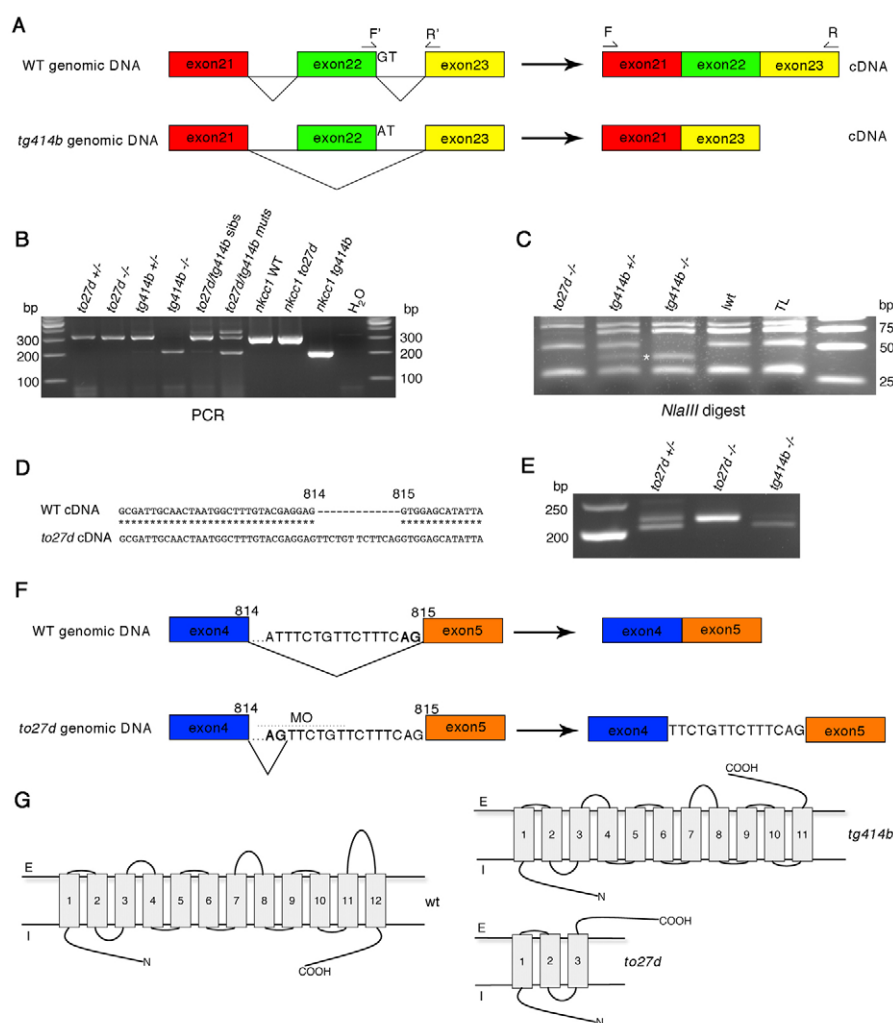 A
F' R' F R
WT genomic DNA exon21 exon22 GT exon23 exon21 exon22 exon23 cDNA
tg414b genomic DNA exon21 exon22 AT exon23 exon21 exon23 cDNA
B
to27d +/- to27d -/- tg414b +/- tg414b -/- to27d/tg414b sibs to27d/tg414b muts nkcc1 WT nkcc1 to27d nkcc1 tg414b H2O
bp bp
300 300
200 200
100 100
PCR
C
to27d -/- tg414b +/- tg414b -/- lwt TL
bp
75
50
*
25
NlaIII digest
D
814 815
WT cDNA GCGATTGCAACTAATGGCTTTGTACGAGGAG-------------GTGGAGCATATTA
******************************* *************
to27d cDNA GCGATTGCAACTAATGGCTTTGTACGAGGAGTTCTGTTCTTCAGGTGGAGCATATTA
E
to27d +/- to27d -/- tg414b -/-
bp
250
200
F
814 815
WT genomic DNA exon4 ...ATTTCTGTTCTTTCAG exon5 exon4 exon5
814 MO 815
to27d genomic DNA exon4 ...AGTTCTGTTCTTTCAG exon5 exon4 TTCTGTTCTTTCAG exon5
G
E
1 2 3 4 5 6 7 8 9 10 11 12 wt
I
N COOH
COOH
E
1 2 3 4 5 6 7 8 9 10 11 tg414b
I
N
COOH
E
1 2 3 to27d
I
N